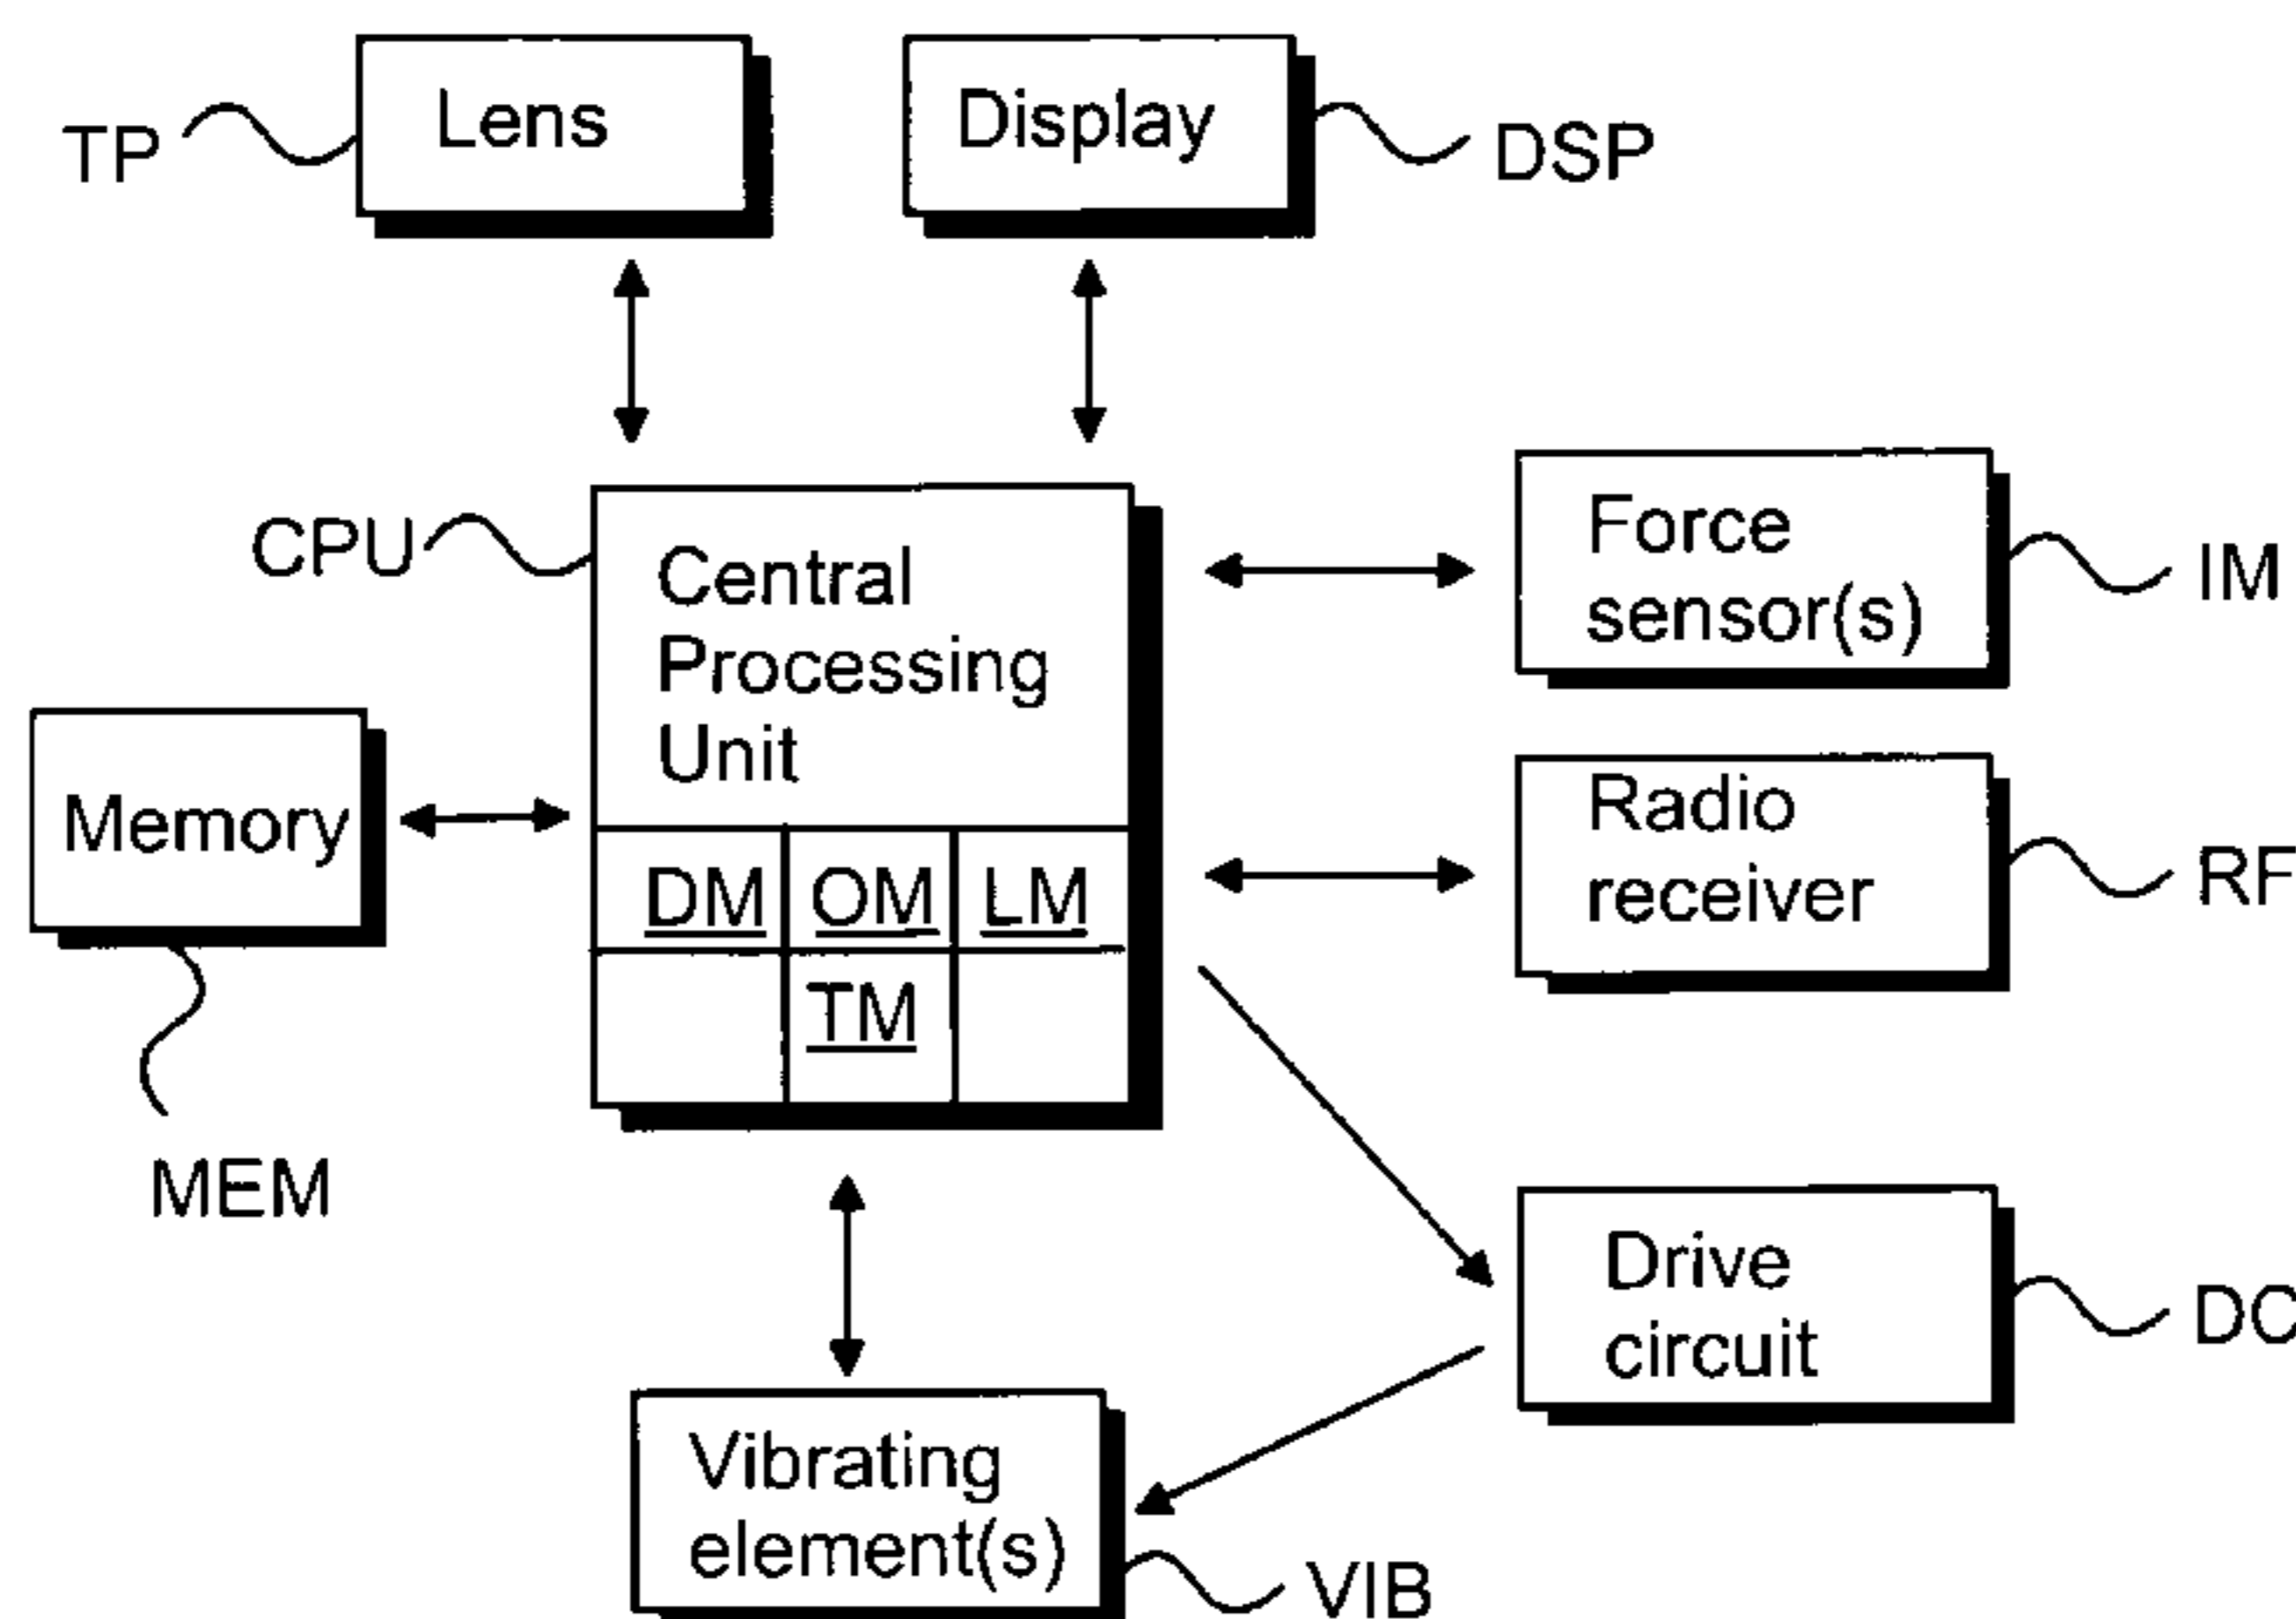 TP
Lens
Display
DSP
CPU
Central
Processing
Unit
Force
sensor(s)
IM
Memory
MEM
DM OM LM
TM
Radio
receiver
RF
Drive
circuit
DC
Vibrating
element(s)
VIB